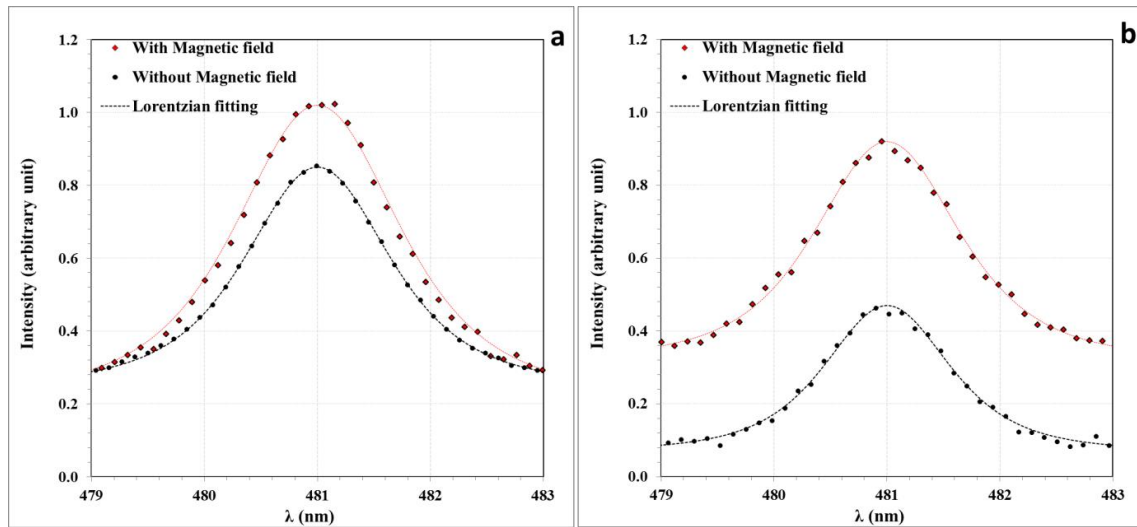 a
With Magnetic field
Without Magnetic field
Lorentzian fitting
Intensity (arbitrary unit)
1.2
1.0
0.8
0.6
0.4
0.2
0.0
479 480 481 482 483
λ (nm)
b
With Magnetic field
Without Magnetic field
Lorentzian fitting
Intensity (arbitrary unit)
1.2
1.0
0.8
0.6
0.4
0.2
0.0
479 480 481 482 483
λ (nm)